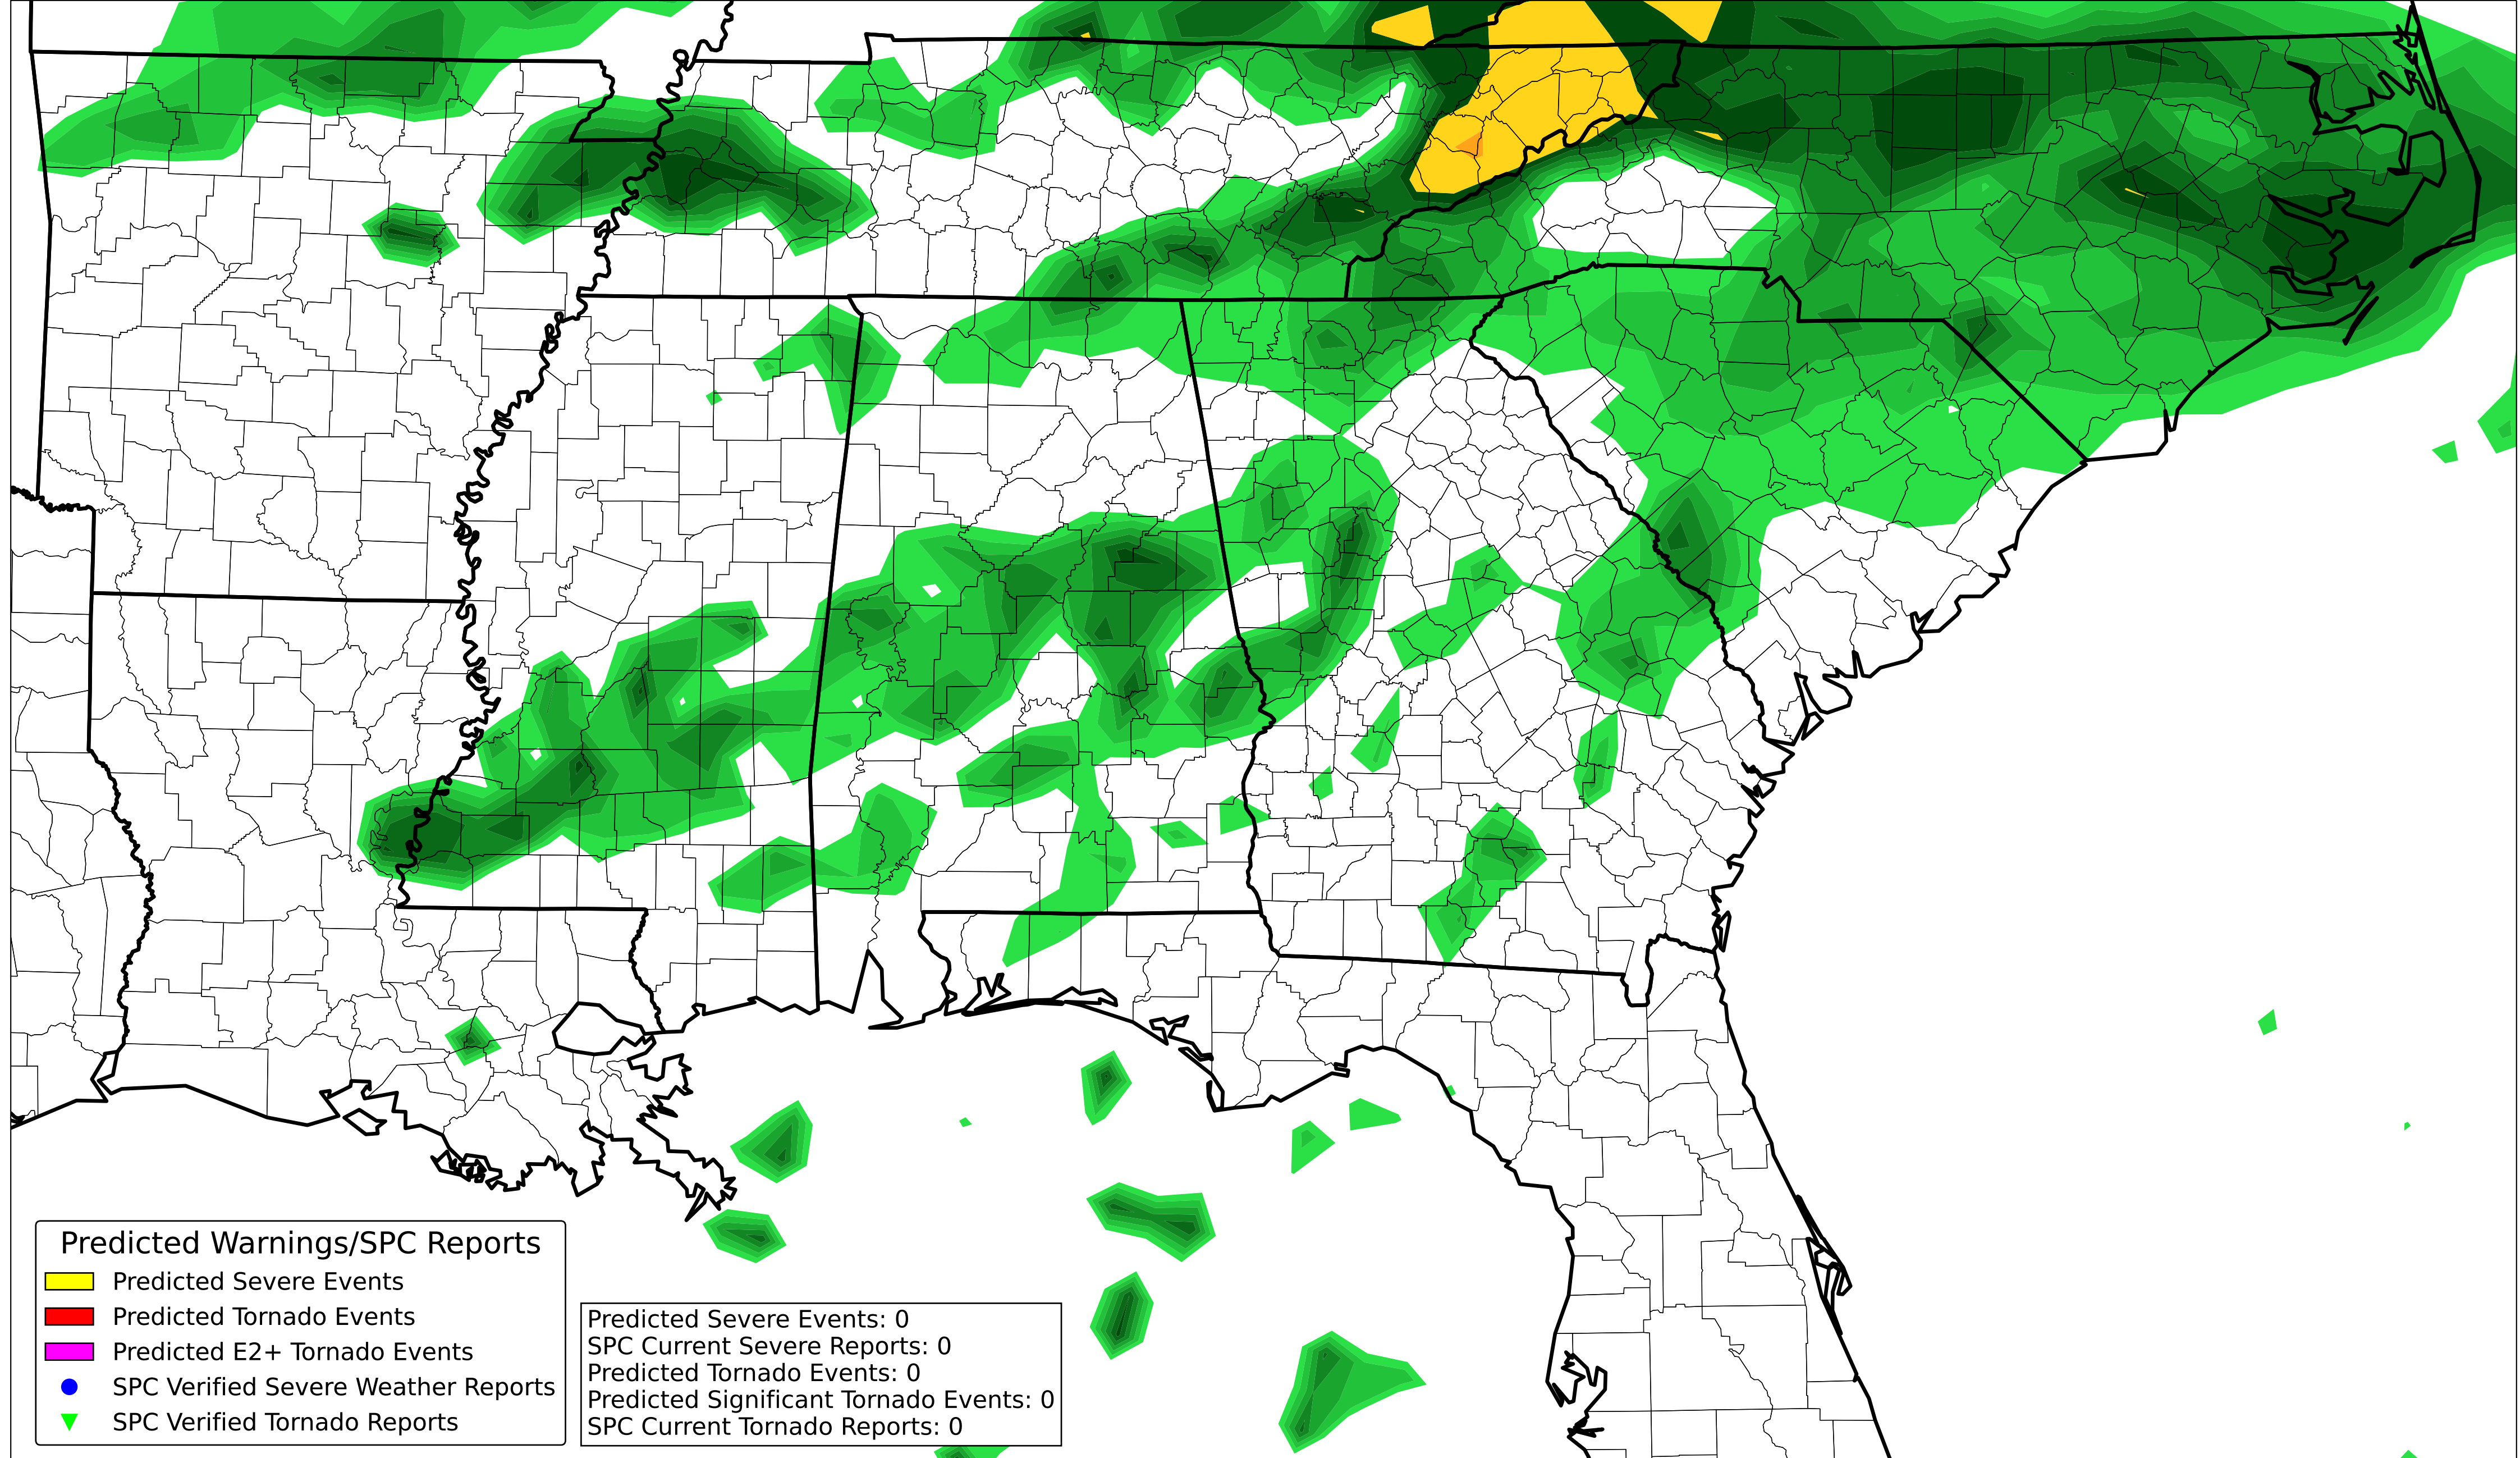 Predicted Warnings/SPC Reports
Predicted Severe Events
Predicted Tornado Events
Predicted E2+ Tornado Events
SPC Verified Severe Weather Reports
SPC Verified Tornado Reports
Predicted Severe Events: 0
SPC Current Severe Reports: 0
Predicted Tornado Events: 0
Predicted Significant Tornado Events: 0
SPC Current Tornado Reports: 0